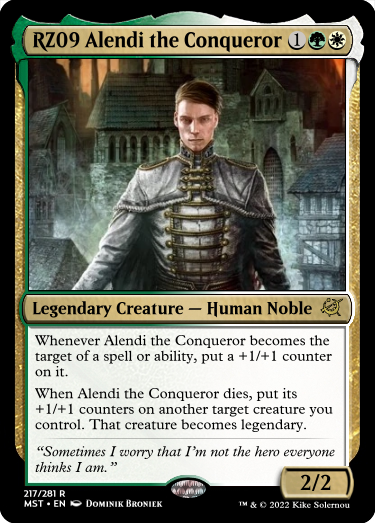 RZ09 Alendi the Conqueror 1
Legendary Creature — Human Noble
Whenever Alendi the Conqueror becomes the
target of a spell or ability, put a +1/+1 counter
on it.
When Alendi the Conqueror dies, put its
+1/+1 counters on another target creature you
control. That creature becomes legendary.
“Sometimes I worry that I'm not the hero everyone
thinks I am.”
2/2
217/281 R
MST • EN Dominik Broniek
™ & © 2022 Kike Solernou